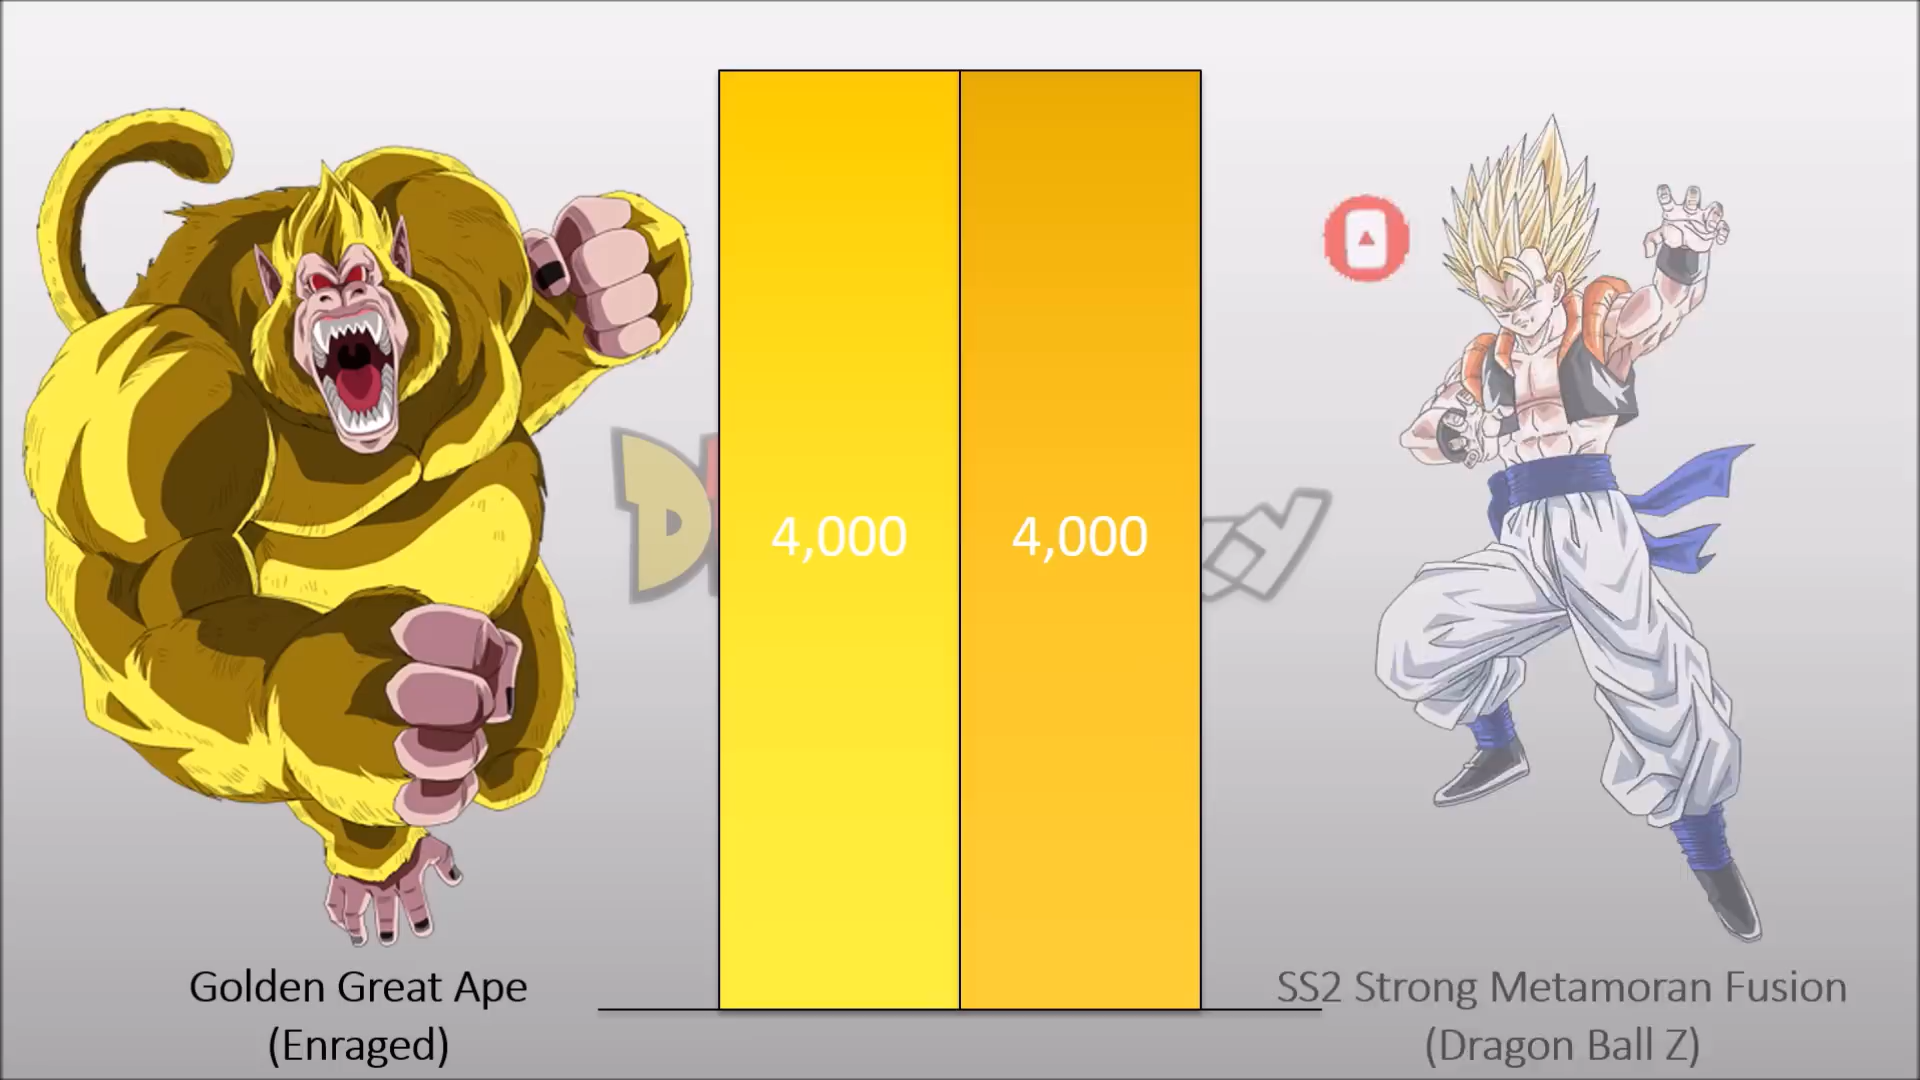 4,000
4,000
Golden Great Ape
(Enraged)
SS2 Strong Metamoran Fusion
(Dragon Ball Z)